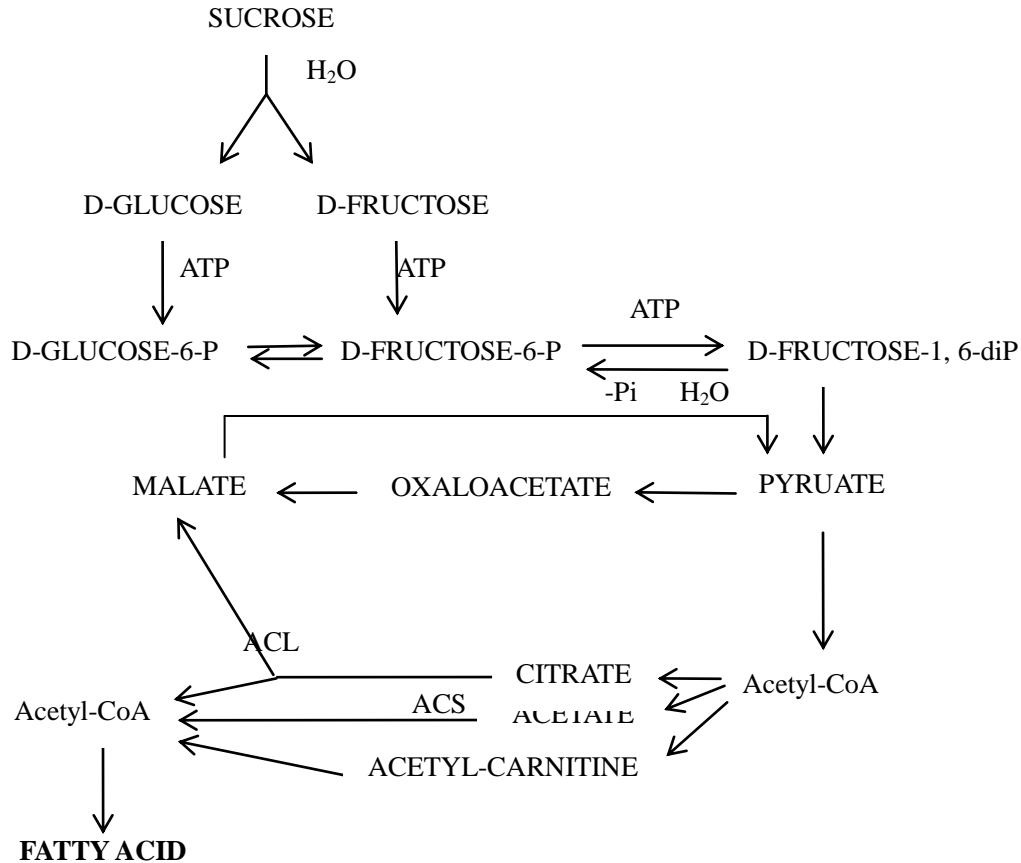 SUCROSE
H₂O
D-GLUCOSE D-FRUCTOSE
ATP ATP
ATP
D-GLUCOSE-6-P D-FRUCTOSE-6-P D-FRUCTOSE-1, 6-diP
-Pi H₂O
MALATE OXALOACETATE PYRUATE
ACL
CITRATE
Acetyl-CoA
Acetyl-CoA ACS ACETATE
ACETYL-CARNITINE
FATTY ACID